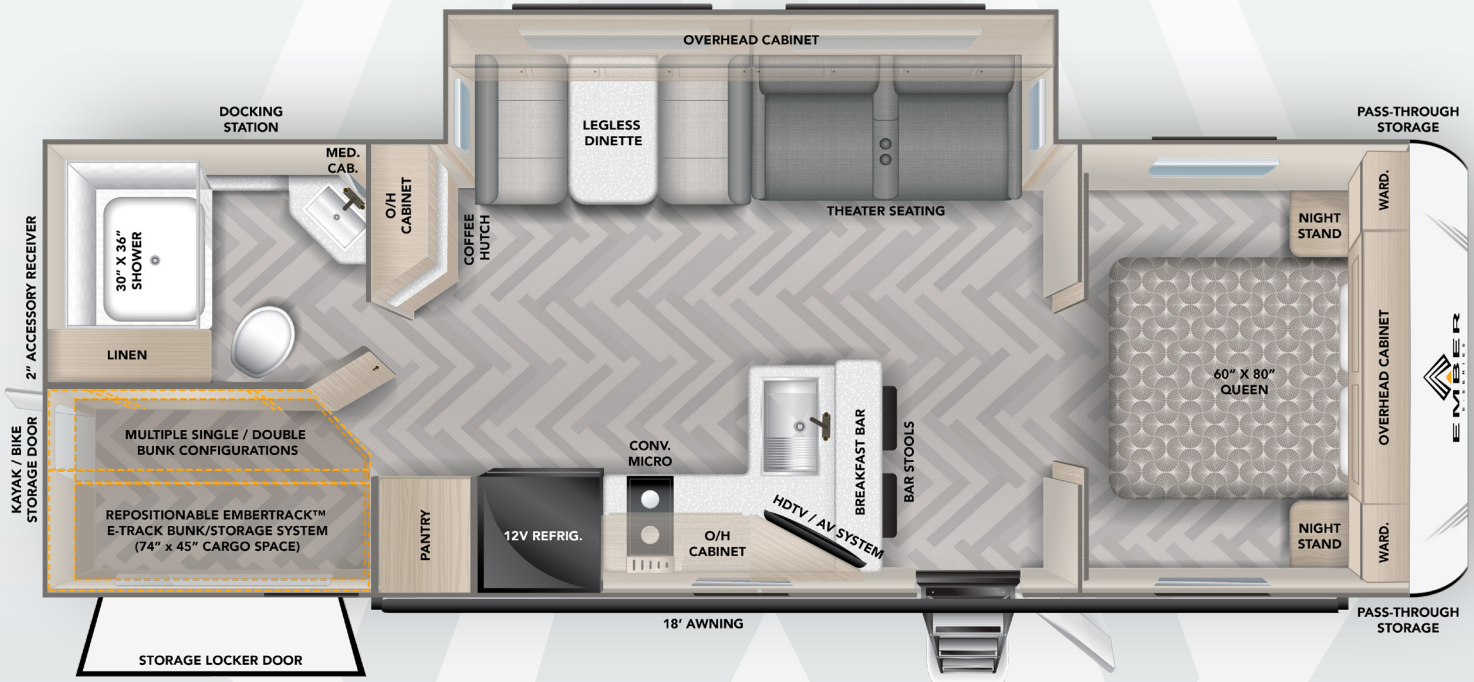 OVERHEAD CABINET
DOCKING
STATION
PASS-THROUGH
STORAGE
MED.
CAB.
LEGLESS
DINETTE
O/H
CABINET
WARD.
THEATER SEATING
NIGHT
STAND
COFFEE
HUTCH
30" X 36"
SHOWER
2" ACCESSORY RECEIVER
LINEN
60" X 80"
QUEEN
OVERHEAD CABINET
EMBER
KAYAK / BIKE
STORAGE DOOR
MULTIPLE SINGLE / DOUBLE
BUNK CONFIGURATIONS
CONV.
MICRO
BREAKFAST BAR
BAR STOOLS
REPOSITIONABLE EMBERTRACK™
E-TRACK BUNK/STORAGE SYSTEM
(74" x 45" CARGO SPACE)
PANTRY
12V REFRIG.
HDTV / AV SYSTEM
O/H
CABINET
NIGHT
STAND
WARD.
18' AWNING
PASS-THROUGH
STORAGE
STORAGE LOCKER DOOR